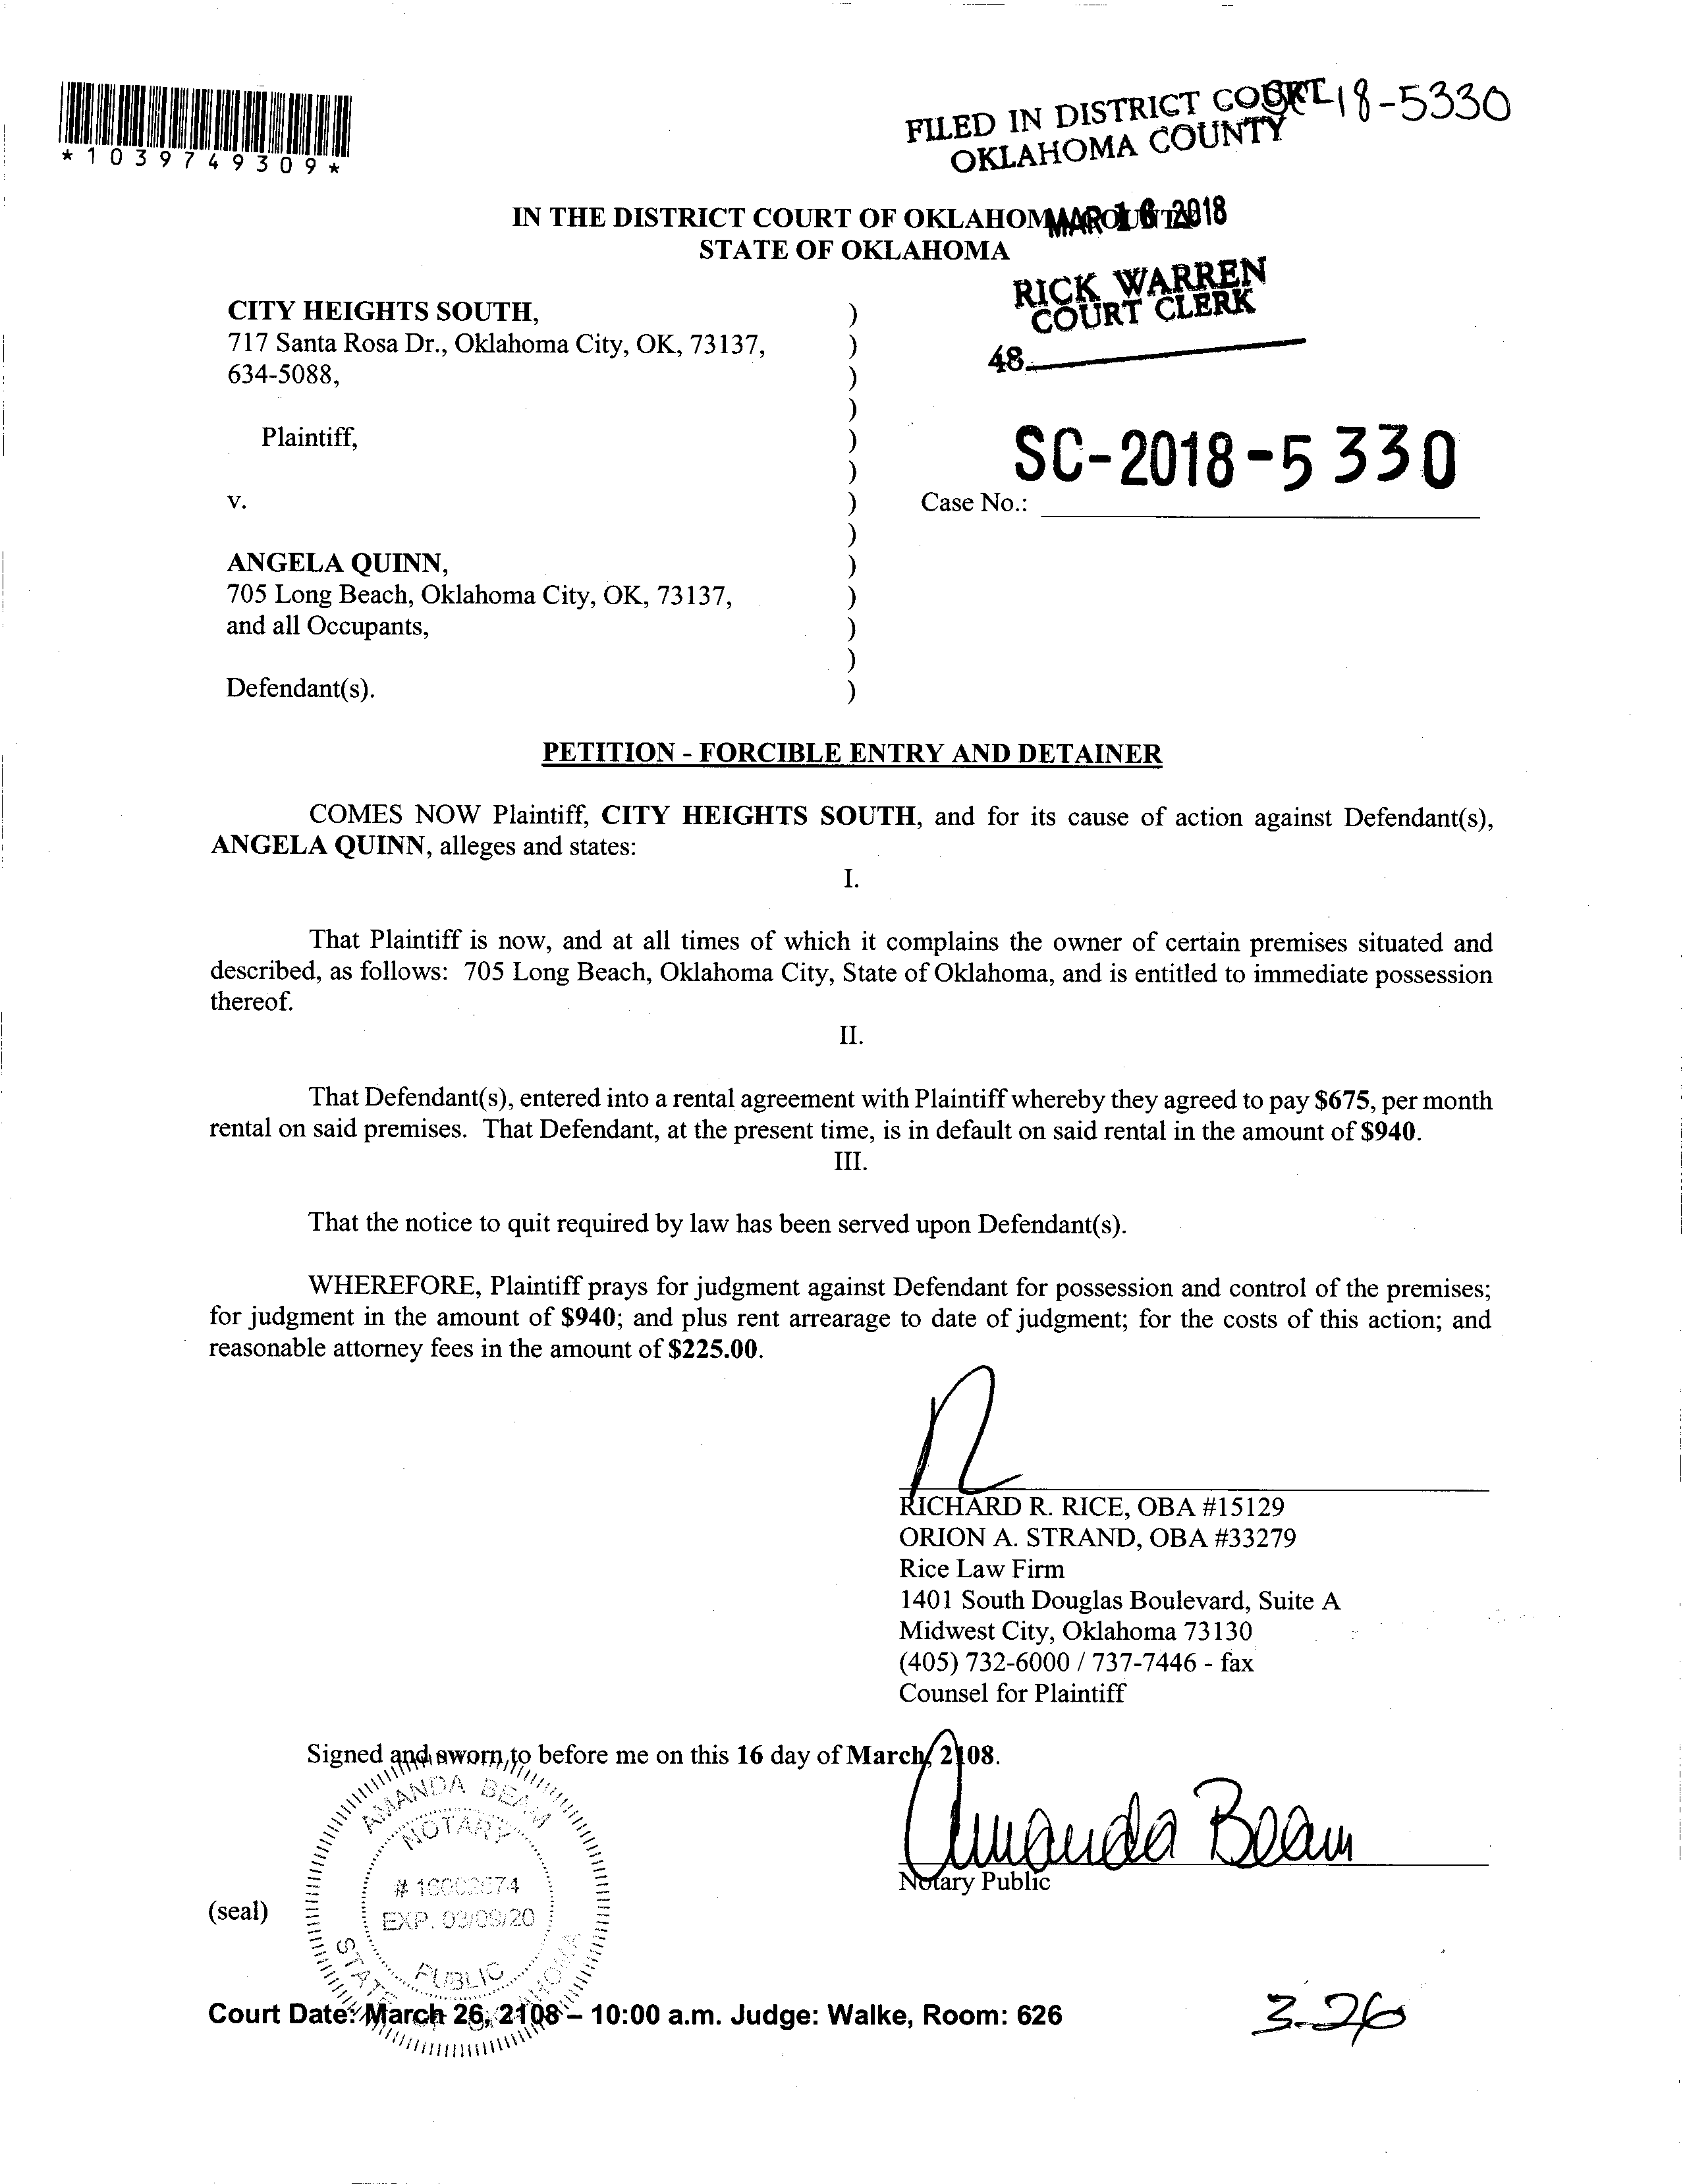 *1039749309*
FILED IN DISTRICT COURT
OKLAHOMA COUNTY
18-5330
IN THE DISTRICT COURT OF OKLAHOMA COUNTY
MAR 16 2018
STATE OF OKLAHOMA
RICK WARREN
COURT CLERK
48
CITY HEIGHTS SOUTH, )
717 Santa Rosa Dr., Oklahoma City, OK, 73137, )
634-5088, )
)
Plaintiff, )
)
SC-2018-5330
v. ) Case No.:
)
ANGELA QUINN, )
705 Long Beach, Oklahoma City, OK, 73137, )
and all Occupants, )
)
Defendant(s). )
PETITION - FORCIBLE ENTRY AND DETAINER
COMES NOW Plaintiff, CITY HEIGHTS SOUTH, and for its cause of action against Defendant(s),
ANGELA QUINN, alleges and states:
I.
That Plaintiff is now, and at all times of which it complains the owner of certain premises situated and
described, as follows: 705 Long Beach, Oklahoma City, State of Oklahoma, and is entitled to immediate possession
thereof.
II.
That Defendant(s), entered into a rental agreement with Plaintiff whereby they agreed to pay $675, per month
rental on said premises. That Defendant, at the present time, is in default on said rental in the amount of $940.
III.
That the notice to quit required by law has been served upon Defendant(s).
WHEREFORE, Plaintiff prays for judgment against Defendant for possession and control of the premises;
for judgment in the amount of $940; and plus rent arrearage to date of judgment; for the costs of this action; and
reasonable attorney fees in the amount of $225.00.
RICHARD R. RICE, OBA #15129
ORION A. STRAND, OBA #33279
Rice Law Firm
1401 South Douglas Boulevard, Suite A
Midwest City, Oklahoma 73130
(405) 732-6000 / 737-7446 - fax
Counsel for Plaintiff
Signed and sworn to before me on this 16 day of March, 2108.
Amanda Beam
Notary Public
(seal)
AMANDA BEAM
NOTARY
PUBLIC
STATE OF OKLAHOMA
EXP. 03/09/20
Court Date: March 26, 2108 – 10:00 a.m. Judge: Walke, Room: 626
3-26